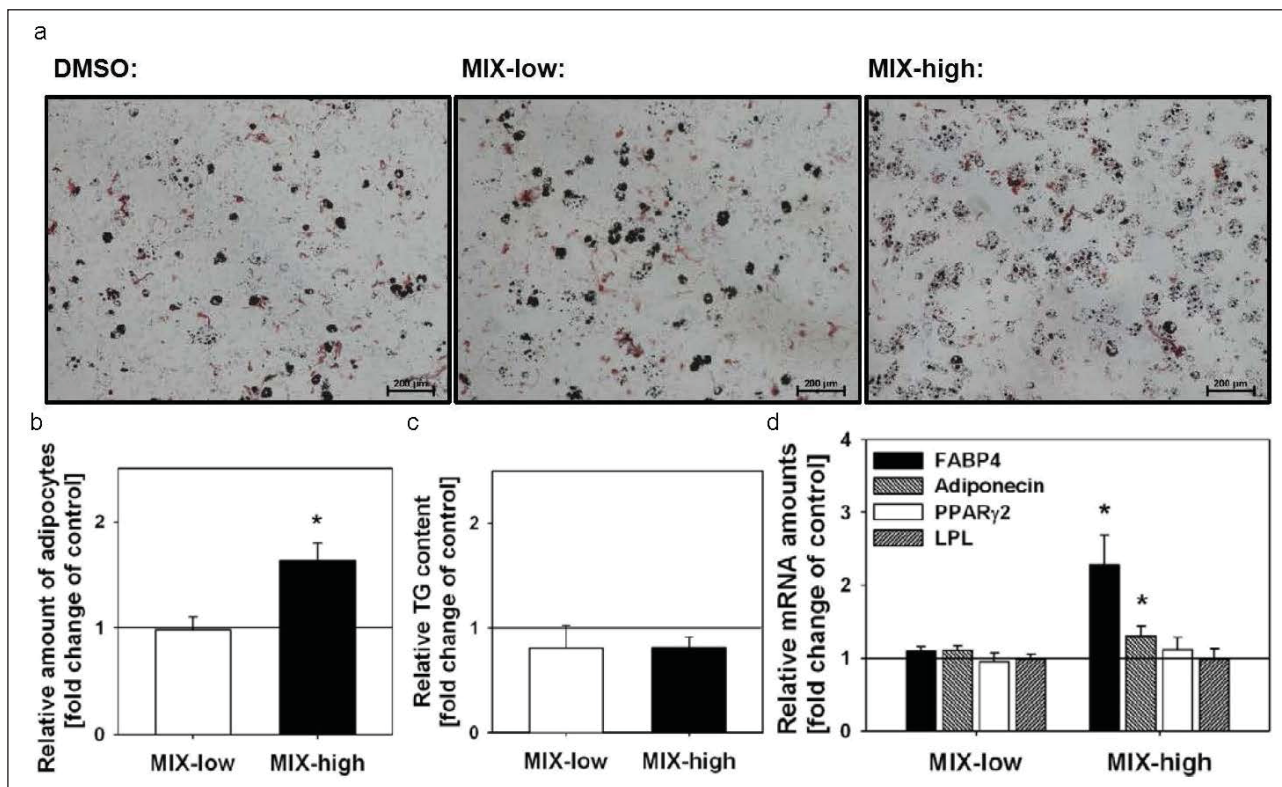 a
DMSO:
MIX-low:
MIX-high:
200 µm
200 µm
200 µm
b
Relative amount of adipocytes
[fold change of control]
2
1
0
*
MIX-low
MIX-high
c
Relative TG content
[fold change of control]
2
1
0
MIX-low
MIX-high
d
Relative mRNA amounts
[fold change of control]
4
3
2
1
0
FABP4
Adiponecin
PPARγ2
LPL
*
*
MIX-low
MIX-high